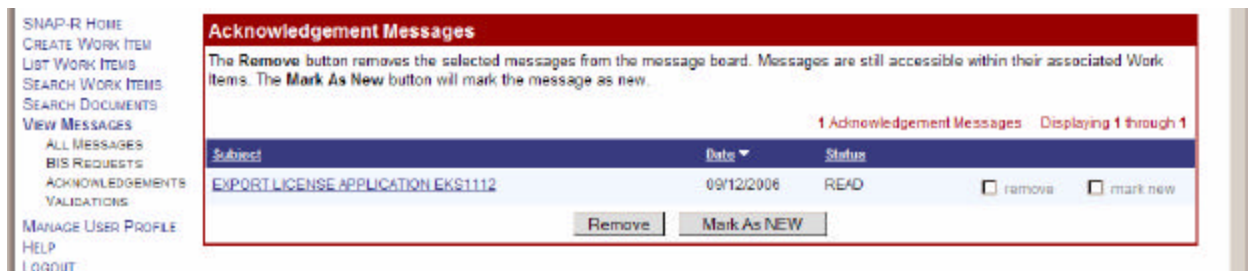 SNAP-R HOME
CREATE WORK ITEM
LIST WORK ITEMS
SEARCH WORK ITEMS
SEARCH DOCUMENTS
VIEW MESSAGES
ALL MESSAGES
BIS REQUESTS
ACKNOWLEDGEMENTS
VALIDATIONS
MANAGE USER PROFILE
HELP
LOGOUT
Acknowledgement Messages
The Remove button removes the selected messages from the message board. Messages are still accessible within their associated Work
Items. The Mark As New button will mark the message as new.
1 Acknowledgement Messages Displaying 1 through 1
Subject Date Status
EXPORT LICENSE APPLICATION EKS1112 09/12/2006 READ remove mark new
Remove Mark As NEW